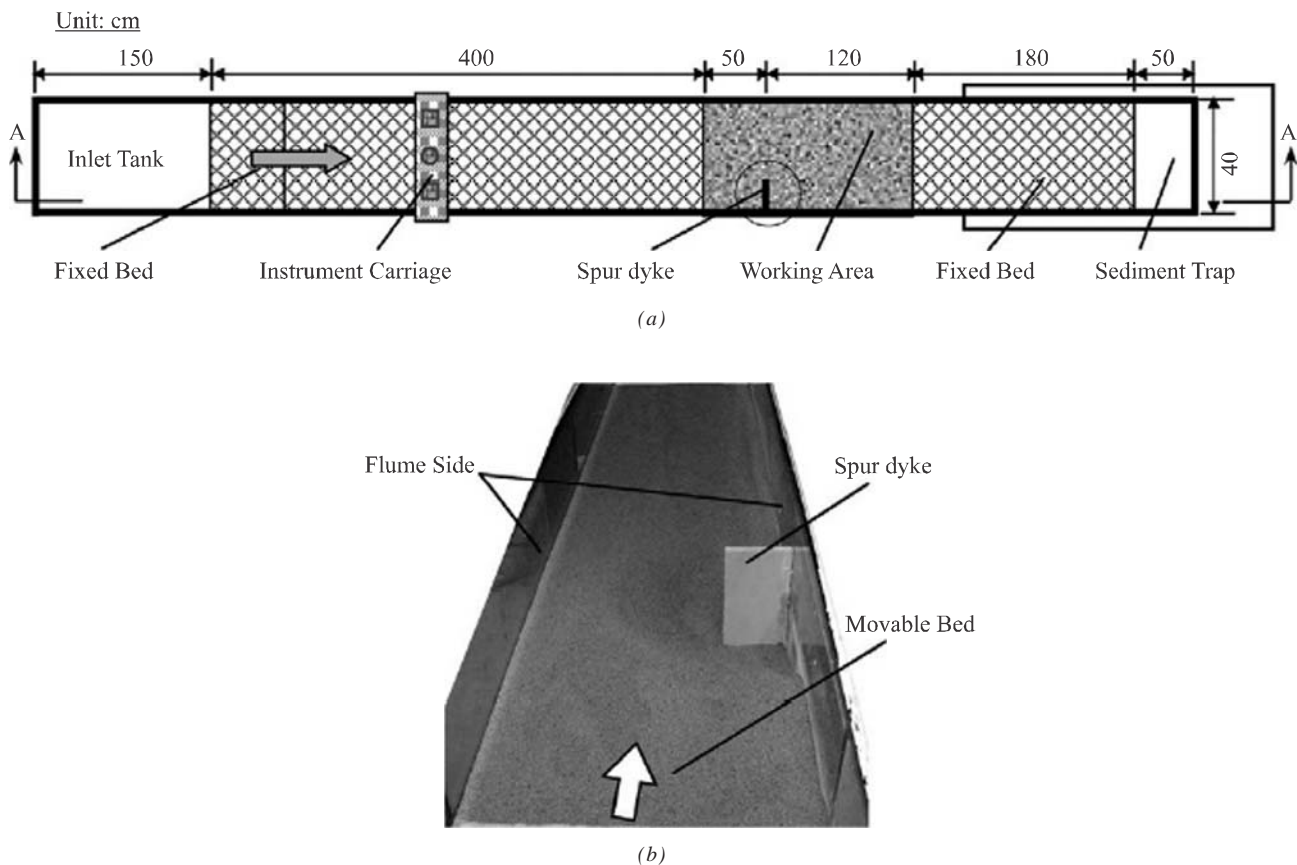 Unit: cm
150 400 50 120 180 50
A A
Inlet Tank
40
Fixed Bed Instrument Carriage Spur dyke Working Area Fixed Bed Sediment Trap
(a)
Flume Side Spur dyke
Movable Bed
(b)